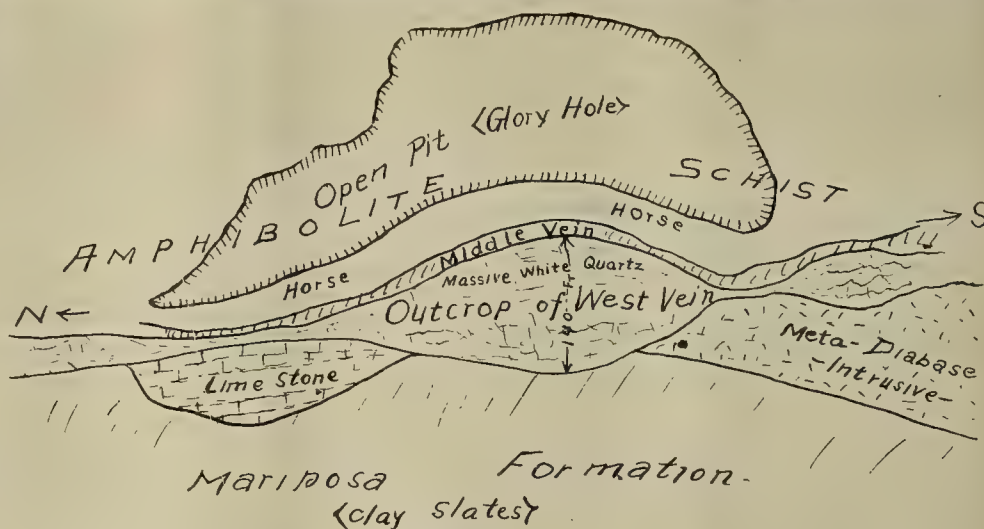 Open Pit <Glory Hole>
AMPHIBOLITE SCHIST
Horse
Horse
Middle Vein
Massive White Quartz
Outcrop of West Vein
N
S
Lime Stone
Meta-Diabase
-Intrusive-
Mariposa Formation.
<clay slates>